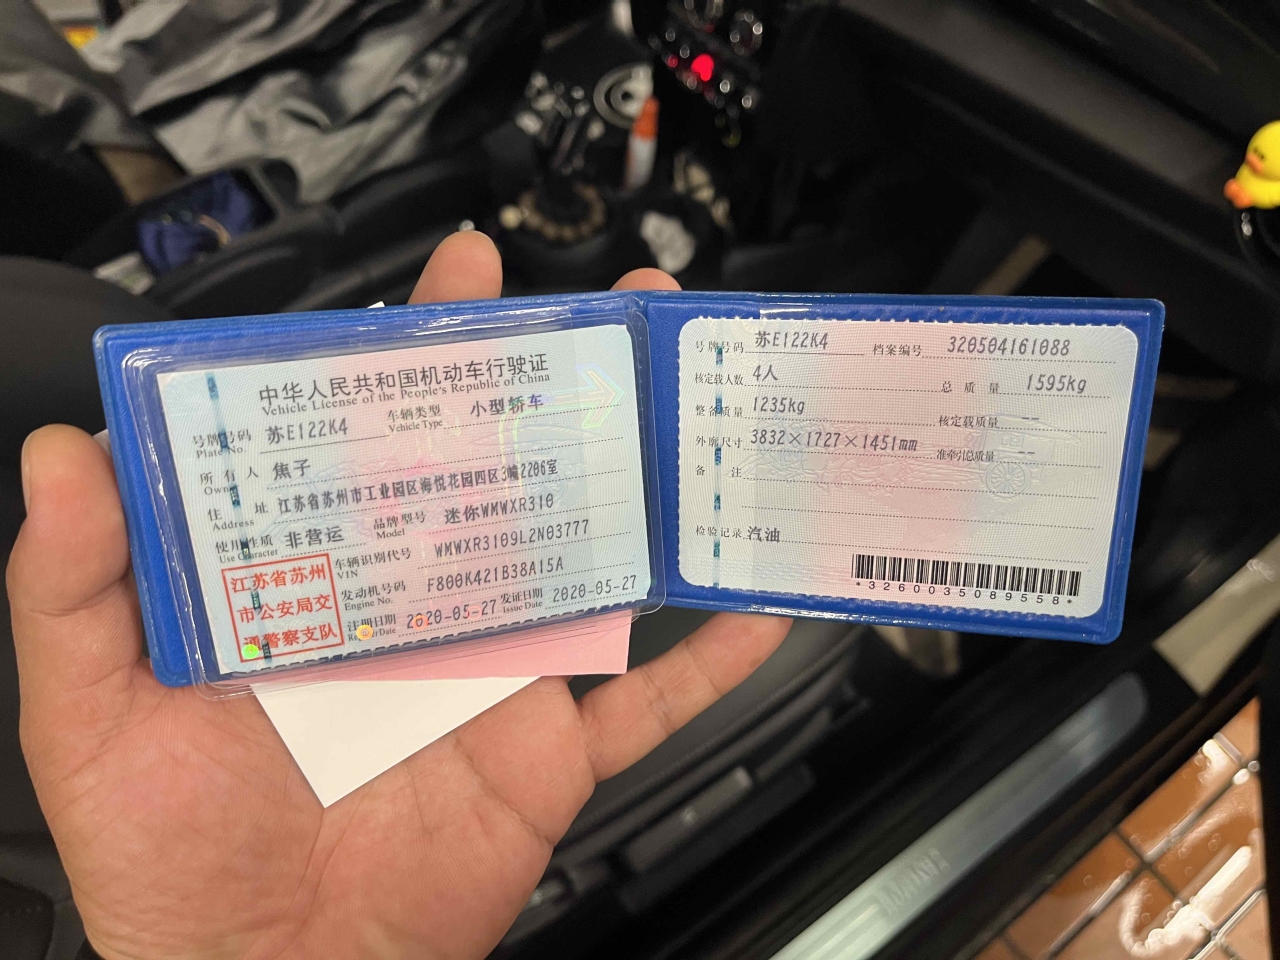 中华人民共和国机动车行驶证
Vehicle License of the People's Republic of China
号牌号码 苏E122K4 车辆类型 小型轿车
Plate No. Vehicle Type
所有人 焦子
Owner
住址 江苏省苏州市工业园区海悦花园四区3幢2206室
Address
使用性质 非营运 品牌型号 迷你WMWXR310
Use Character Model
江苏省苏州
市公安局交
通警察支队
车辆识别代号 WMWXR3109L2N03777
VIN
发动机号码 F800K421B38A15A
Engine No.
注册日期 2020-05-27 发证日期 2020-05-27
Register Date Issue Date
号牌号码 苏E122K4 档案编号 320504161088
核定载人数 4人 总质量 1595kg
整备质量 1235kg 核定载质量 --
外廓尺寸 3832×1727×1451mm 准牵引总质量 --
备注
检验记录 汽油
*3260035089558*